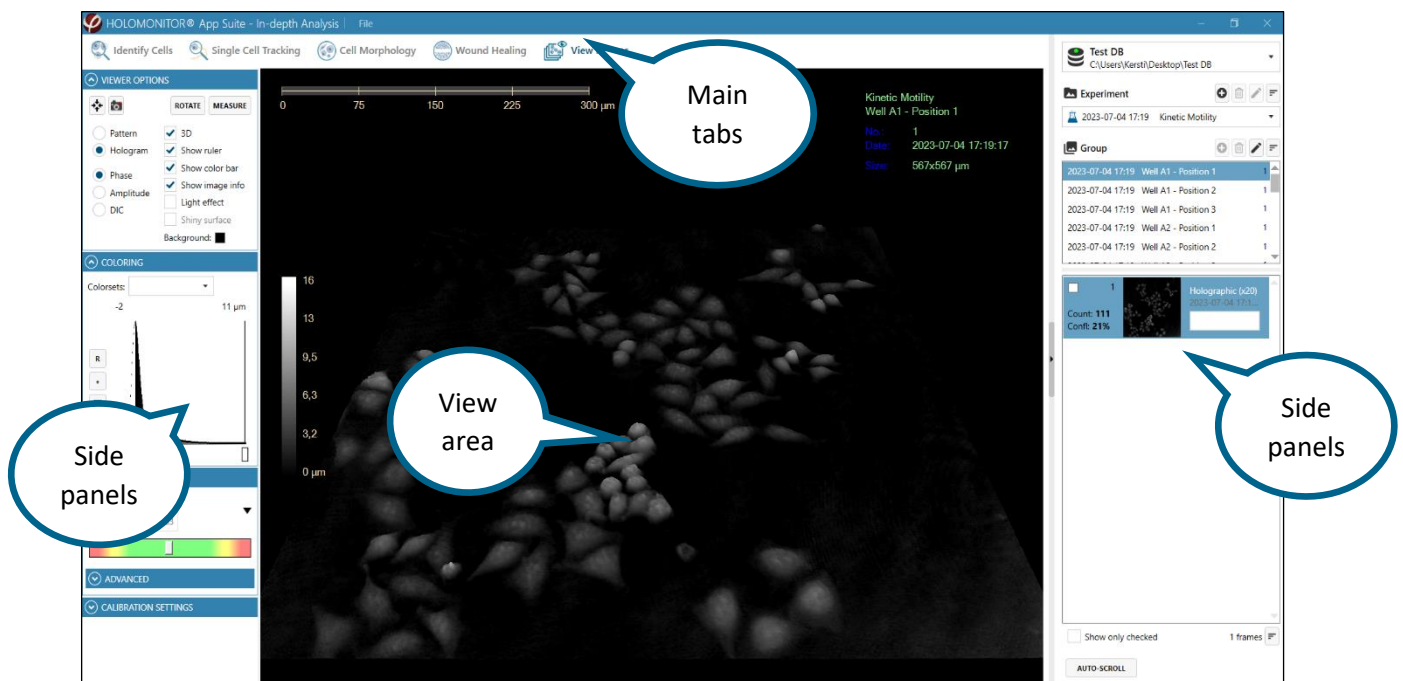 HOLOMONITOR® App Suite - In-depth Analysis File
Identify Cells Single Cell Tracking Cell Morphology Wound Healing View
Main
tabs
VIEWER OPTIONS
ROTATE MEASURE
Pattern
Hologram
Phase
Amplitude
DIC
3D
Show ruler
Show color bar
Show image info
Light effect
Shiny surface
Background:
COLORING
Colorsets:
-2 11 µm
R
+
Side
panels
ADVANCED
CALIBRATION SETTINGS
0 75 150 225 300 µm
Kinetic Motility
Well A1 - Position 1
No.: 1
Date: 2023-07-04 17:19:17
Size: 567x567 µm
16
13
9,5
6,3
3,2
0 µm
View
area
Test DB
C:\Users\Kersti\Desktop\Test DB
Experiment
2023-07-04 17:19 Kinetic Motility
Group
2023-07-04 17:19 Well A1 - Position 1 1
2023-07-04 17:19 Well A1 - Position 2 1
2023-07-04 17:19 Well A1 - Position 3 1
2023-07-04 17:19 Well A2 - Position 1 1
2023-07-04 17:19 Well A2 - Position 2 1
1
Count: 111
Confl: 21%
Holographic (x20)
2023-07-04 17:1...
Side
panels
Show only checked 1 frames
AUTO-SCROLL